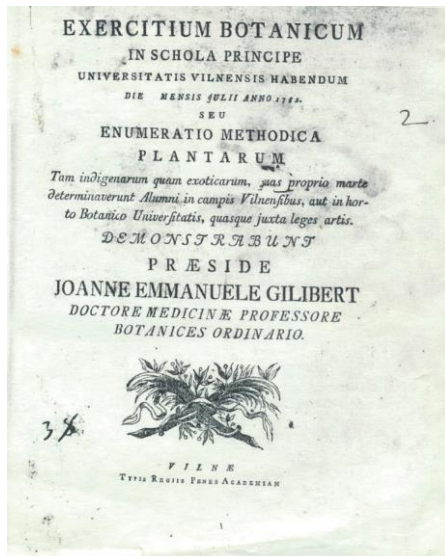 EXERCITIUM BOTANICUM
IN SCHOLA PRINCIPE
UNIVERSITATIS VILNENSIS HABENDUM
DIE MENSIS JULII ANNO 1782.
SEU
ENUMERATIO METHODICA
PLANTARUM
Tam indigenarum quam exoticarum, quas proprio marte
determinaverunt Alumni in campis Vilnensibus, aut in hor-
to Botanico Universitatis, quasque juxta leges artis.
DEMONSTRABUNT
PRÆSIDE
JOANNE EMMANUELE GILIBERT
DOCTORE MEDICINÆ PROFESSORE
BOTANICES ORDINARIO.
VILNÆ
TYPIS REGIIS PENES ACADEMIAM
2.